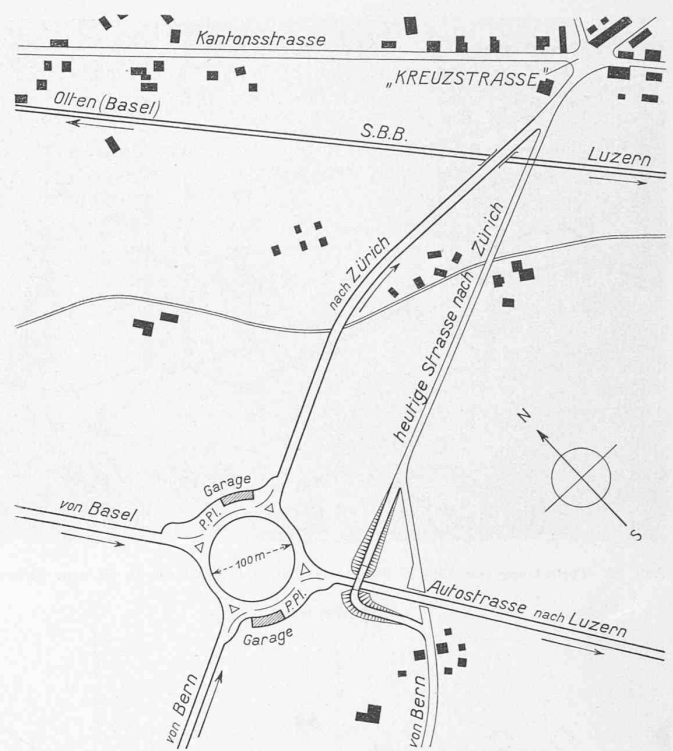 Kantonsstrasse
„KREUZSTRASSE"
Olten (Basel)
S.B.B.
Luzern
nach Zürich
heutige Strasse nach Zürich
N
S
Garage
P.Pl.
von Basel
100 m
P.Pl.
Garage
Autostrasse nach Luzern
von Bern
von Bern